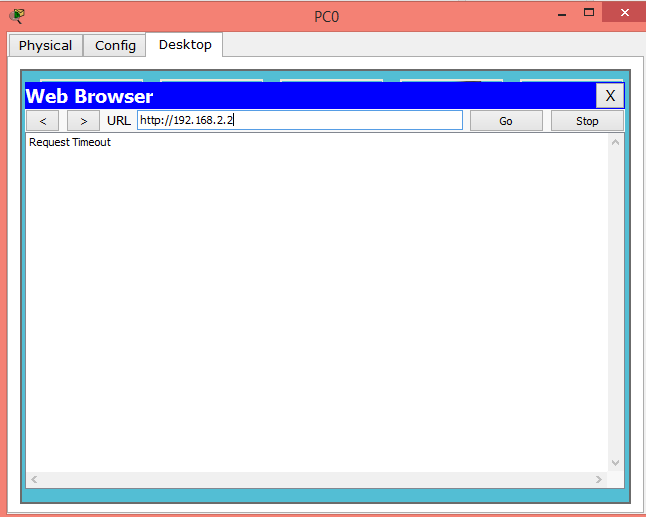 PC0
Physical Config Desktop
Web Browser X
< > URL http://192.168.2.2 Go Stop
Request Timeout